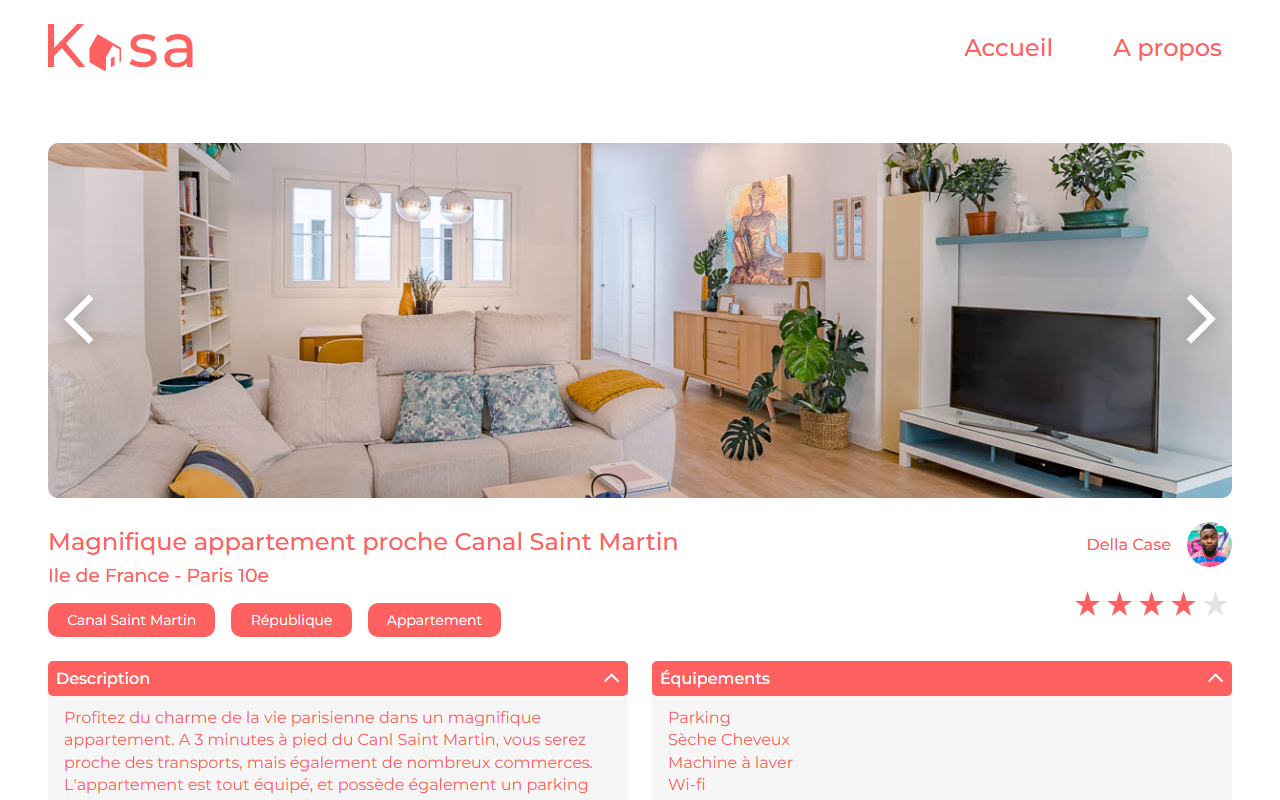 Kasa
Accueil
A propos
Magnifique appartement proche Canal Saint Martin
Ile de France - Paris 10e
Canal Saint Martin
République
Appartement
Della Case
Description
Profitez du charme de la vie parisienne dans un magnifique
appartement. A 3 minutes à pied du Canl Saint Martin, vous serez
proche des transports, mais également de nombreux commerces.
L'appartement est tout équipé, et possède également un parking
Équipements
Parking
Sèche Cheveux
Machine à laver
Wi-fi